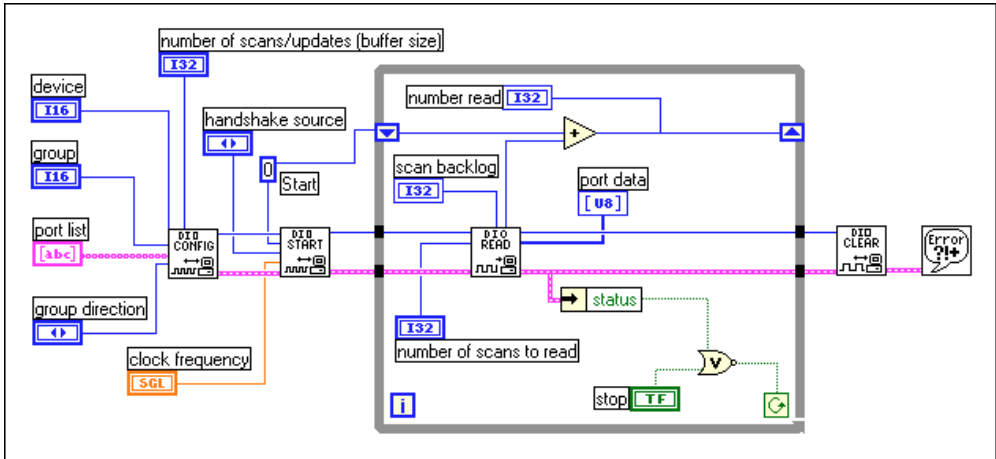 number of scans/updates (buffer size)
I32
device
I16
handshake source
group
I16
0
Start
port list
[abc]
DIO
CONFIG
DIO
START
group direction
clock frequency
SGL
number read
I32
+
scan backlog
I32
port data
[U8]
DIO
READ
I32
number of scans to read
status
V
stop
TF
i
DIO
CLEAR
Error
?!+